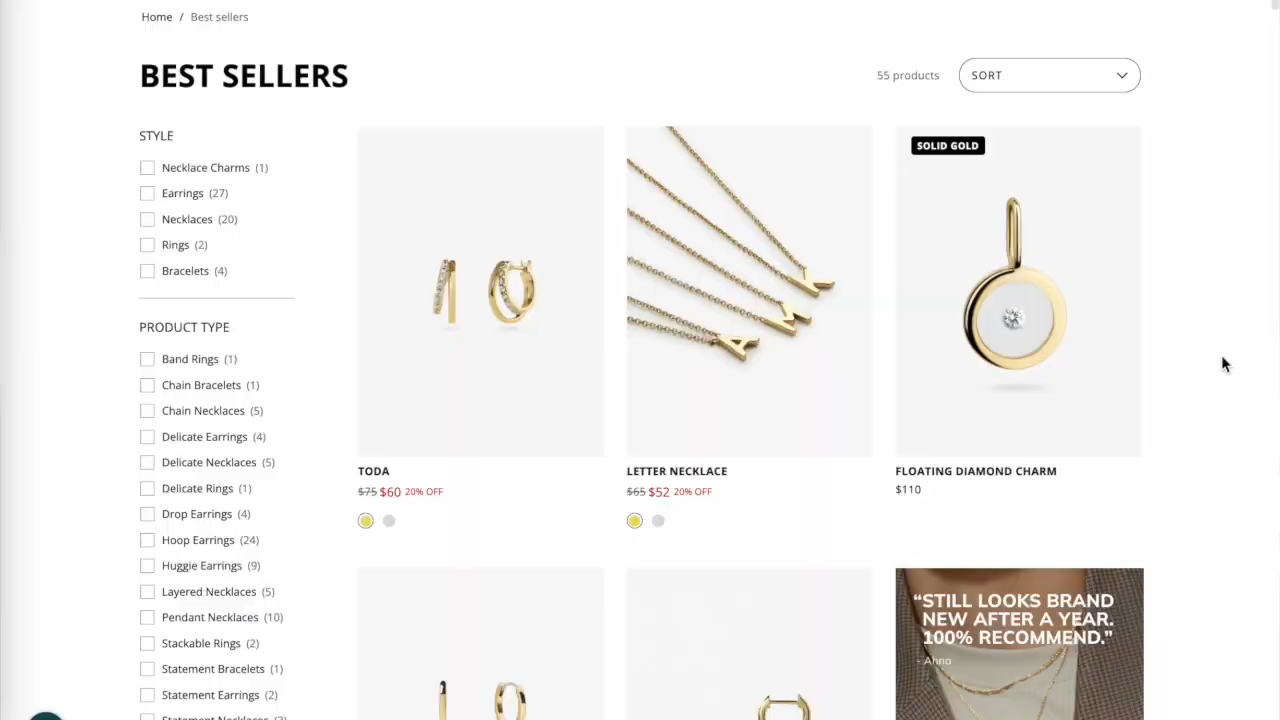 Home / Best sellers
BEST SELLERS
55 products
SORT
STYLE
Necklace Charms (1)
Earrings (27)
Necklaces (20)
Rings (2)
Bracelets (4)
PRODUCT TYPE
Band Rings (1)
Chain Bracelets (1)
Chain Necklaces (5)
Delicate Earrings (4)
Delicate Necklaces (5)
Delicate Rings (1)
Drop Earrings (4)
Hoop Earrings (24)
Huggie Earrings (9)
Layered Necklaces (5)
Pendant Necklaces (10)
Stackable Rings (2)
Statement Bracelets (1)
Statement Earrings (2)
Statement Necklaces
K
M
A
TODA
$75 $60 20% OFF
LETTER NECKLACE
$65 $52 20% OFF
SOLID GOLD
FLOATING DIAMOND CHARM
$110
“STILL LOOKS BRAND
NEW AFTER A YEAR.
100% RECOMMEND.”
- Ahna